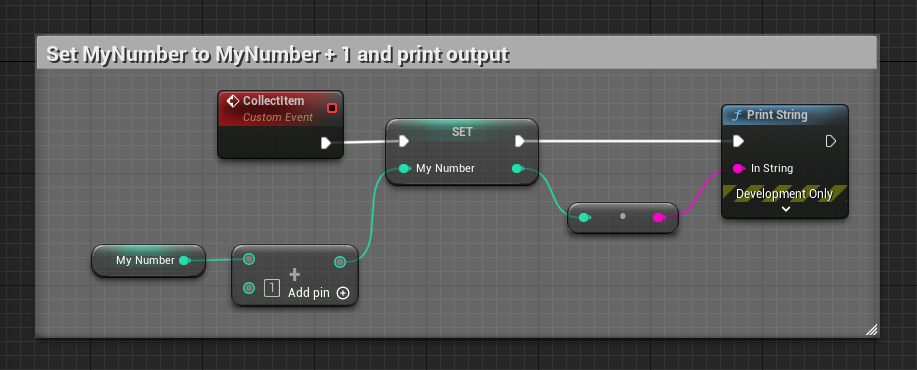 Set MyNumber to MyNumber + 1 and print output
CollectItem
Custom Event
SET
My Number
f Print String
In String
Development Only
My Number
+
1
Add pin